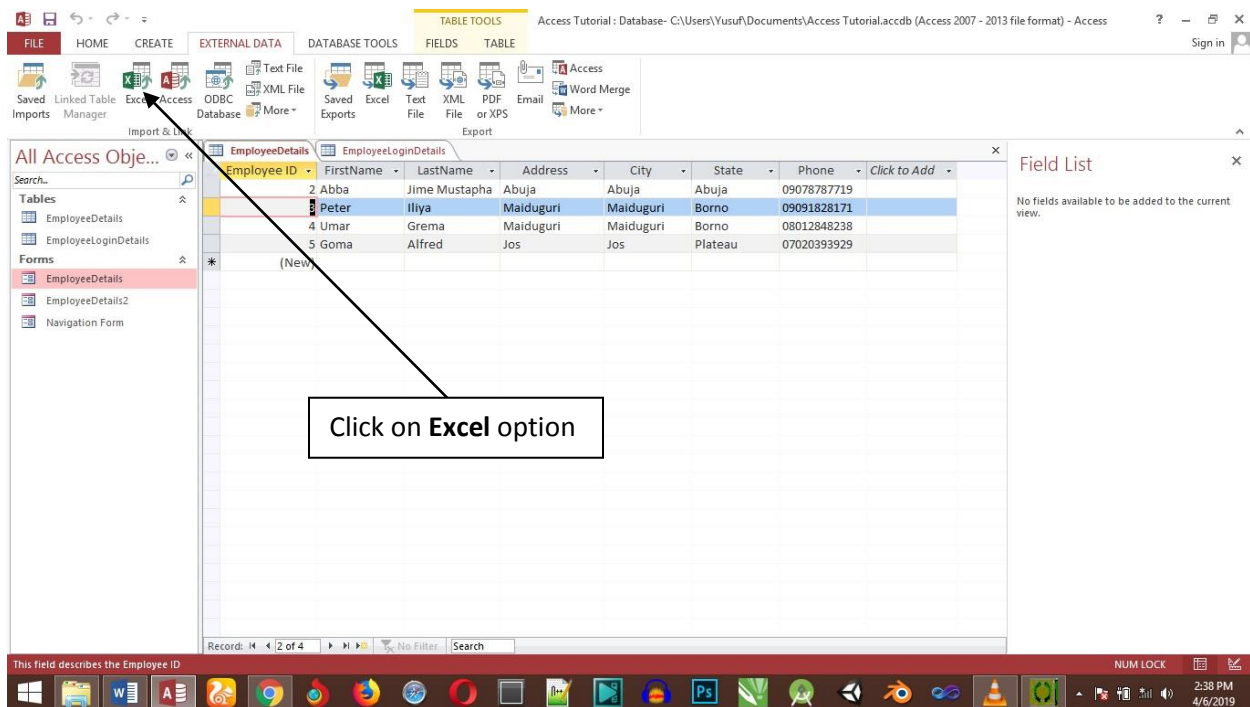 TABLE TOOLS
Access Tutorial : Database- C:\Users\Yusuf\Documents\Access Tutorial.accdb (Access 2007 - 2013 file format) - Access
?
FILE HOME CREATE EXTERNAL DATA DATABASE TOOLS FIELDS TABLE Sign in
Saved Imports
Linked Table Manager
Excel
Access
ODBC Database
Text File
XML File
More
Saved Exports
Excel
Text File
XML File
PDF or XPS
Email
Access
Word Merge
More
Import & Link
Export
All Access Obje... «
Search...
Tables
EmployeeDetails
EmployeeLoginDetails
Forms
EmployeeDetails
EmployeeDetails2
Navigation Form
EmployeeDetails EmployeeLoginDetails
Employee ID FirstName LastName Address City State Phone Click to Add
2 Abba Jime Mustapha Abuja Abuja Abuja 09078787719
3 Peter Iliya Maiduguri Maiduguri Borno 09091828171
4 Umar Grema Maiduguri Maiduguri Borno 08012848238
5 Goma Alfred Jos Jos Plateau 07020393929
* (New)
Click on Excel option
Field List
No fields available to be added to the current
view.
Record: 2 of 4 No Filter Search
This field describes the Employee ID NUM LOCK
Ps
2:38 PM
4/6/2019